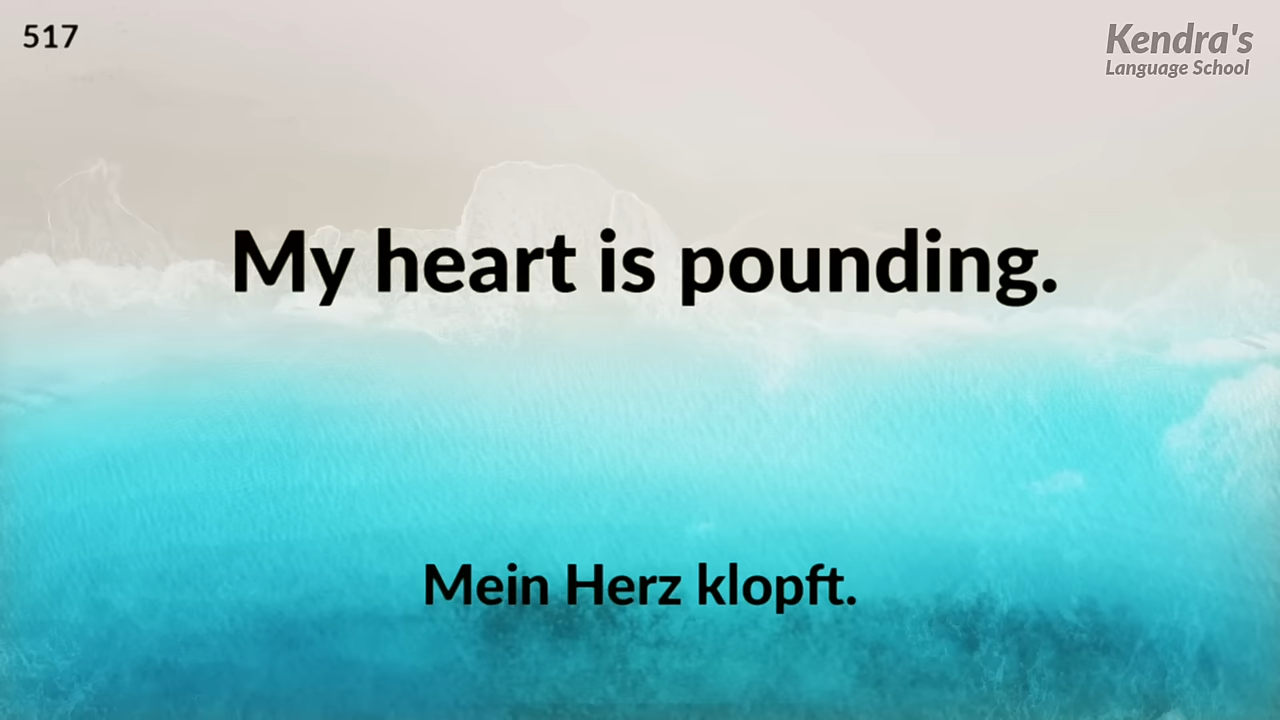 517
Kendra's
Language School
My heart is pounding.
Mein Herz klopft.